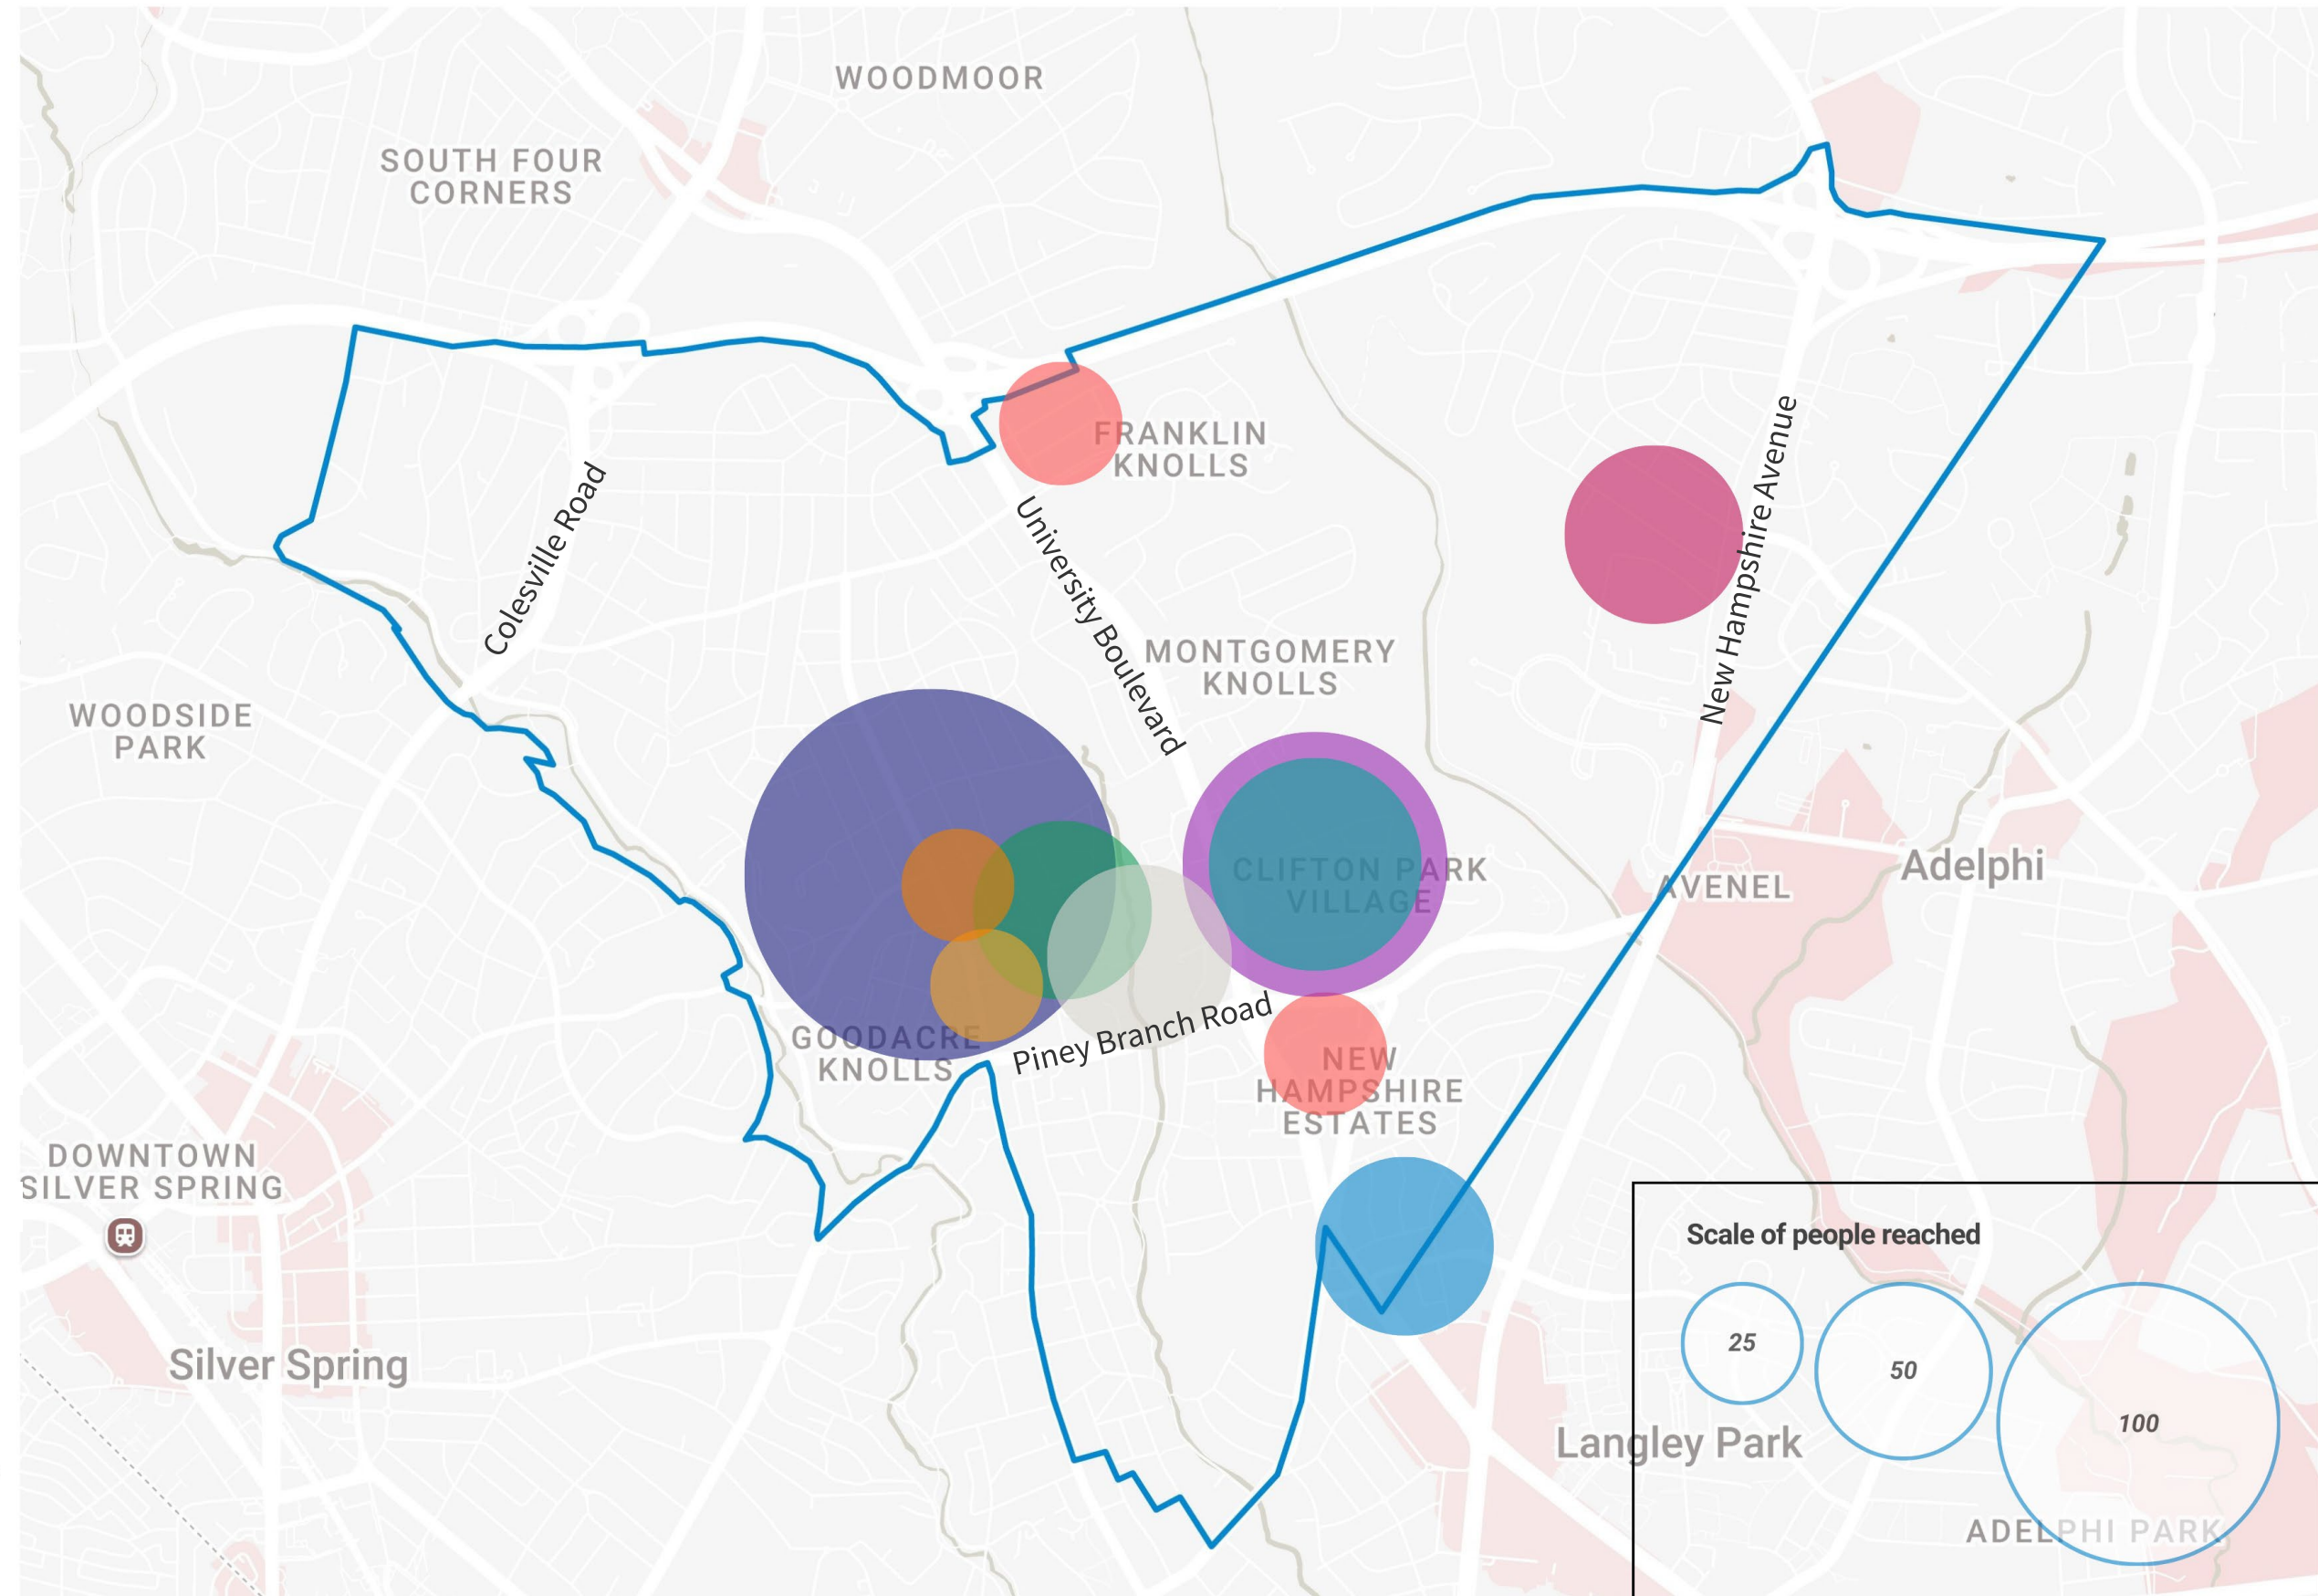 WOODMOOR
SOUTH FOUR
CORNERS
FRANKLIN
KNOLLS
New Hampshire Avenue
Colesville Road
University Boulevard
MONTGOMERY
KNOLLS
WOODSIDE
PARK
CLIFTON PARK
VILLAGE
AVENEL
Adelphi
GOODACRE
KNOLLS
Piney Branch Road
NEW
HAMPSHIRE
ESTATES
DOWNTOWN
SILVER SPRING
Silver Spring
Langley Park
Scale of people reached
25
50
100
ADELPHI PARK